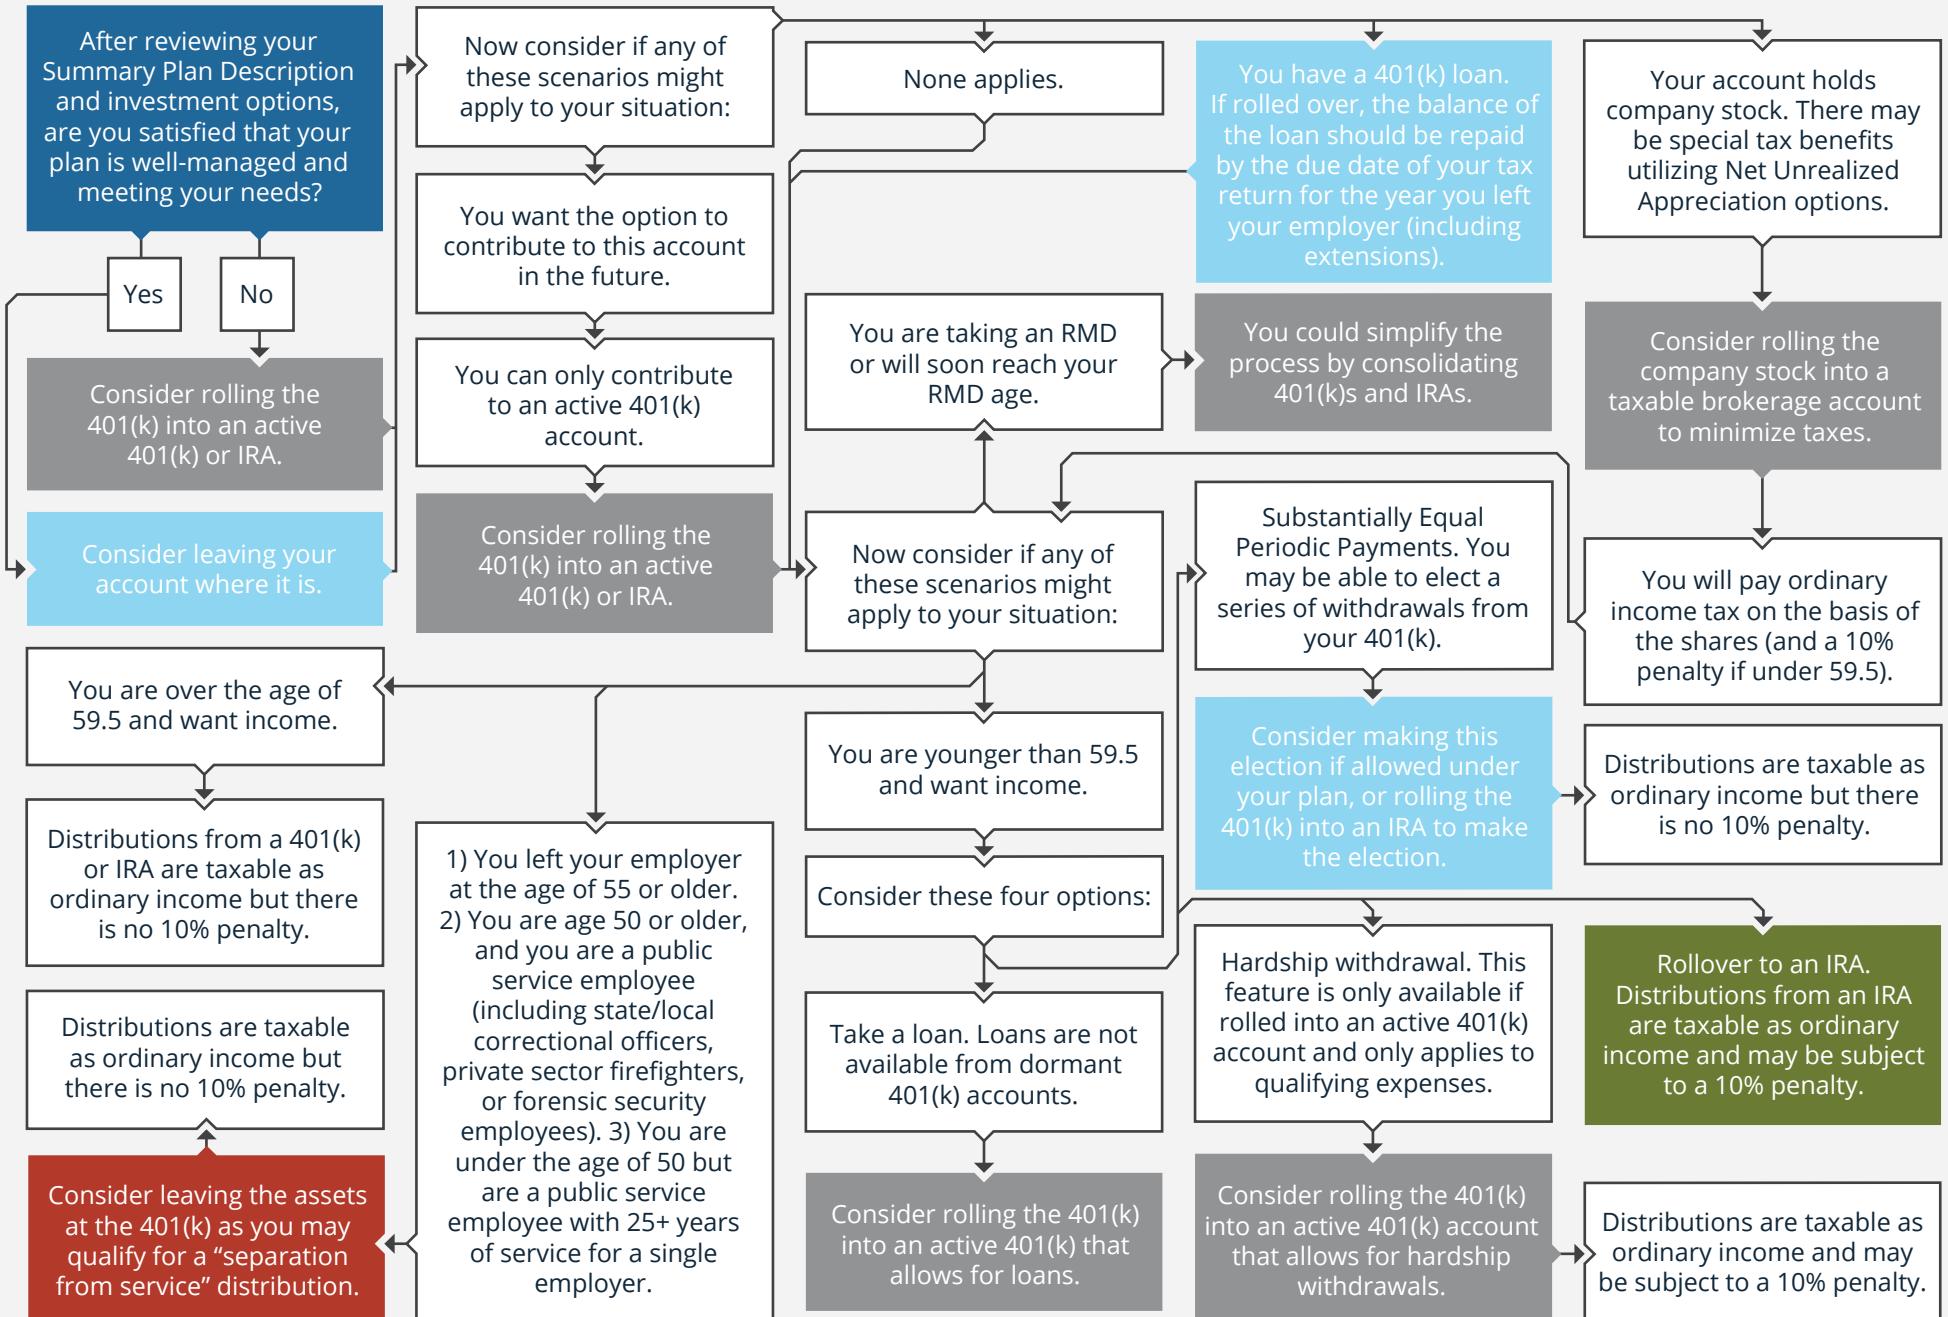 After reviewing your
Summary Plan Description
and investment options,
are you satisfied that your
plan is well-managed and
meeting your needs?
Yes
No
Consider rolling the
401(k) into an active
401(k) or IRA.
Consider leaving your
account where it is.
Now consider if any of
these scenarios might
apply to your situation:
You want the option to
contribute to this account
in the future.
You can only contribute
to an active 401(k)
account.
Consider rolling the
401(k) into an active
401(k) or IRA.
None applies.
You have a 401(k) loan.
If rolled over, the balance of
the loan should be repaid
by the due date of your tax
return for the year you left
your employer (including
extensions).
Your account holds
company stock. There may
be special tax benefits
utilizing Net Unrealized
Appreciation options.
Consider rolling the
company stock into a
taxable brokerage account
to minimize taxes.
You will pay ordinary
income tax on the basis of
the shares (and a 10%
penalty if under 59.5).
Now consider if any of
these scenarios might
apply to your situation:
You are taking an RMD
or will soon reach your
RMD age.
You could simplify the
process by consolidating
401(k)s and IRAs.
You are over the age of
59.5 and want income.
Distributions from a 401(k)
or IRA are taxable as
ordinary income but there
is no 10% penalty.
1) You left your employer
at the age of 55 or older.
2) You are age 50 or older,
and you are a public
service employee
(including state/local
correctional officers,
private sector firefighters,
or forensic security
employees). 3) You are
under the age of 50 but
are a public service
employee with 25+ years
of service for a single
employer.
Consider leaving the assets
at the 401(k) as you may
qualify for a “separation
from service” distribution.
Distributions are taxable
as ordinary income but
there is no 10% penalty.
You are younger than 59.5
and want income.
Consider these four options:
Take a loan. Loans are not
available from dormant
401(k) accounts.
Consider rolling the 401(k)
into an active 401(k) that
allows for loans.
Substantially Equal
Periodic Payments. You
may be able to elect a
series of withdrawals from
your 401(k).
Consider making this
election if allowed under
your plan, or rolling the
401(k) into an IRA to make
the election.
Distributions are taxable as
ordinary income but there
is no 10% penalty.
Hardship withdrawal. This
feature is only available if
rolled into an active 401(k)
account and only applies to
qualifying expenses.
Consider rolling the 401(k)
into an active 401(k) account
that allows for hardship
withdrawals.
Distributions are taxable as
ordinary income and may
be subject to a 10% penalty.
Rollover to an IRA.
Distributions from an IRA
are taxable as ordinary
income and may be subject
to a 10% penalty.